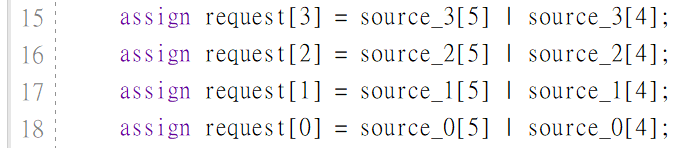 15 assign request[3] = source_3[5] | source_3[4];
16 assign request[2] = source_2[5] | source_2[4];
17 assign request[1] = source_1[5] | source_1[4];
18 assign request[0] = source_0[5] | source_0[4];